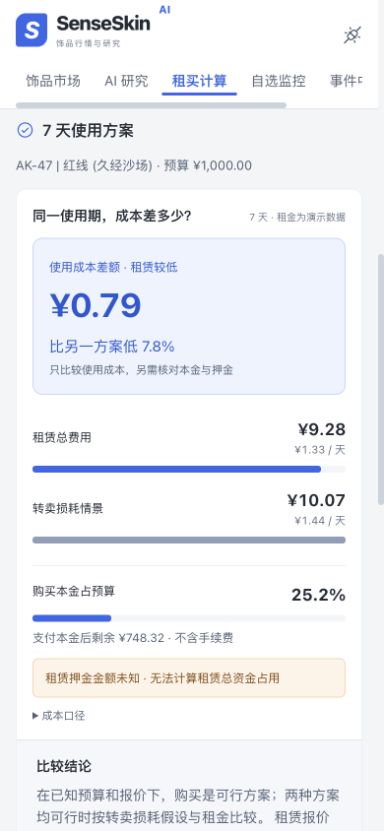 S
SenseSkin AI
饰品行情与研究
饰品市场 AI 研究 租买计算 自选监控 事件
7 天使用方案
AK-47 | 红线 (久经沙场) · 预算 ¥1,000.00
同一使用期，成本差多少?
7 天 · 租金为演示数据
使用成本差额 · 租赁较低
¥0.79
比另一方案低 7.8%
只比较使用成本，另需核对本金与押金
租赁总费用
¥9.28
¥1.33 / 天
转卖损耗情景
¥10.07
¥1.44 / 天
购买本金占预算
25.2%
支付本金后剩余 ¥748.32 · 不含手续费
租赁押金金额未知 · 无法计算租赁总资金占用
▶ 成本口径
比较结论
在已知预算和报价下，购买是可行方案；两种方案
均可行时按转卖损耗假设与租金比较。 租赁报价